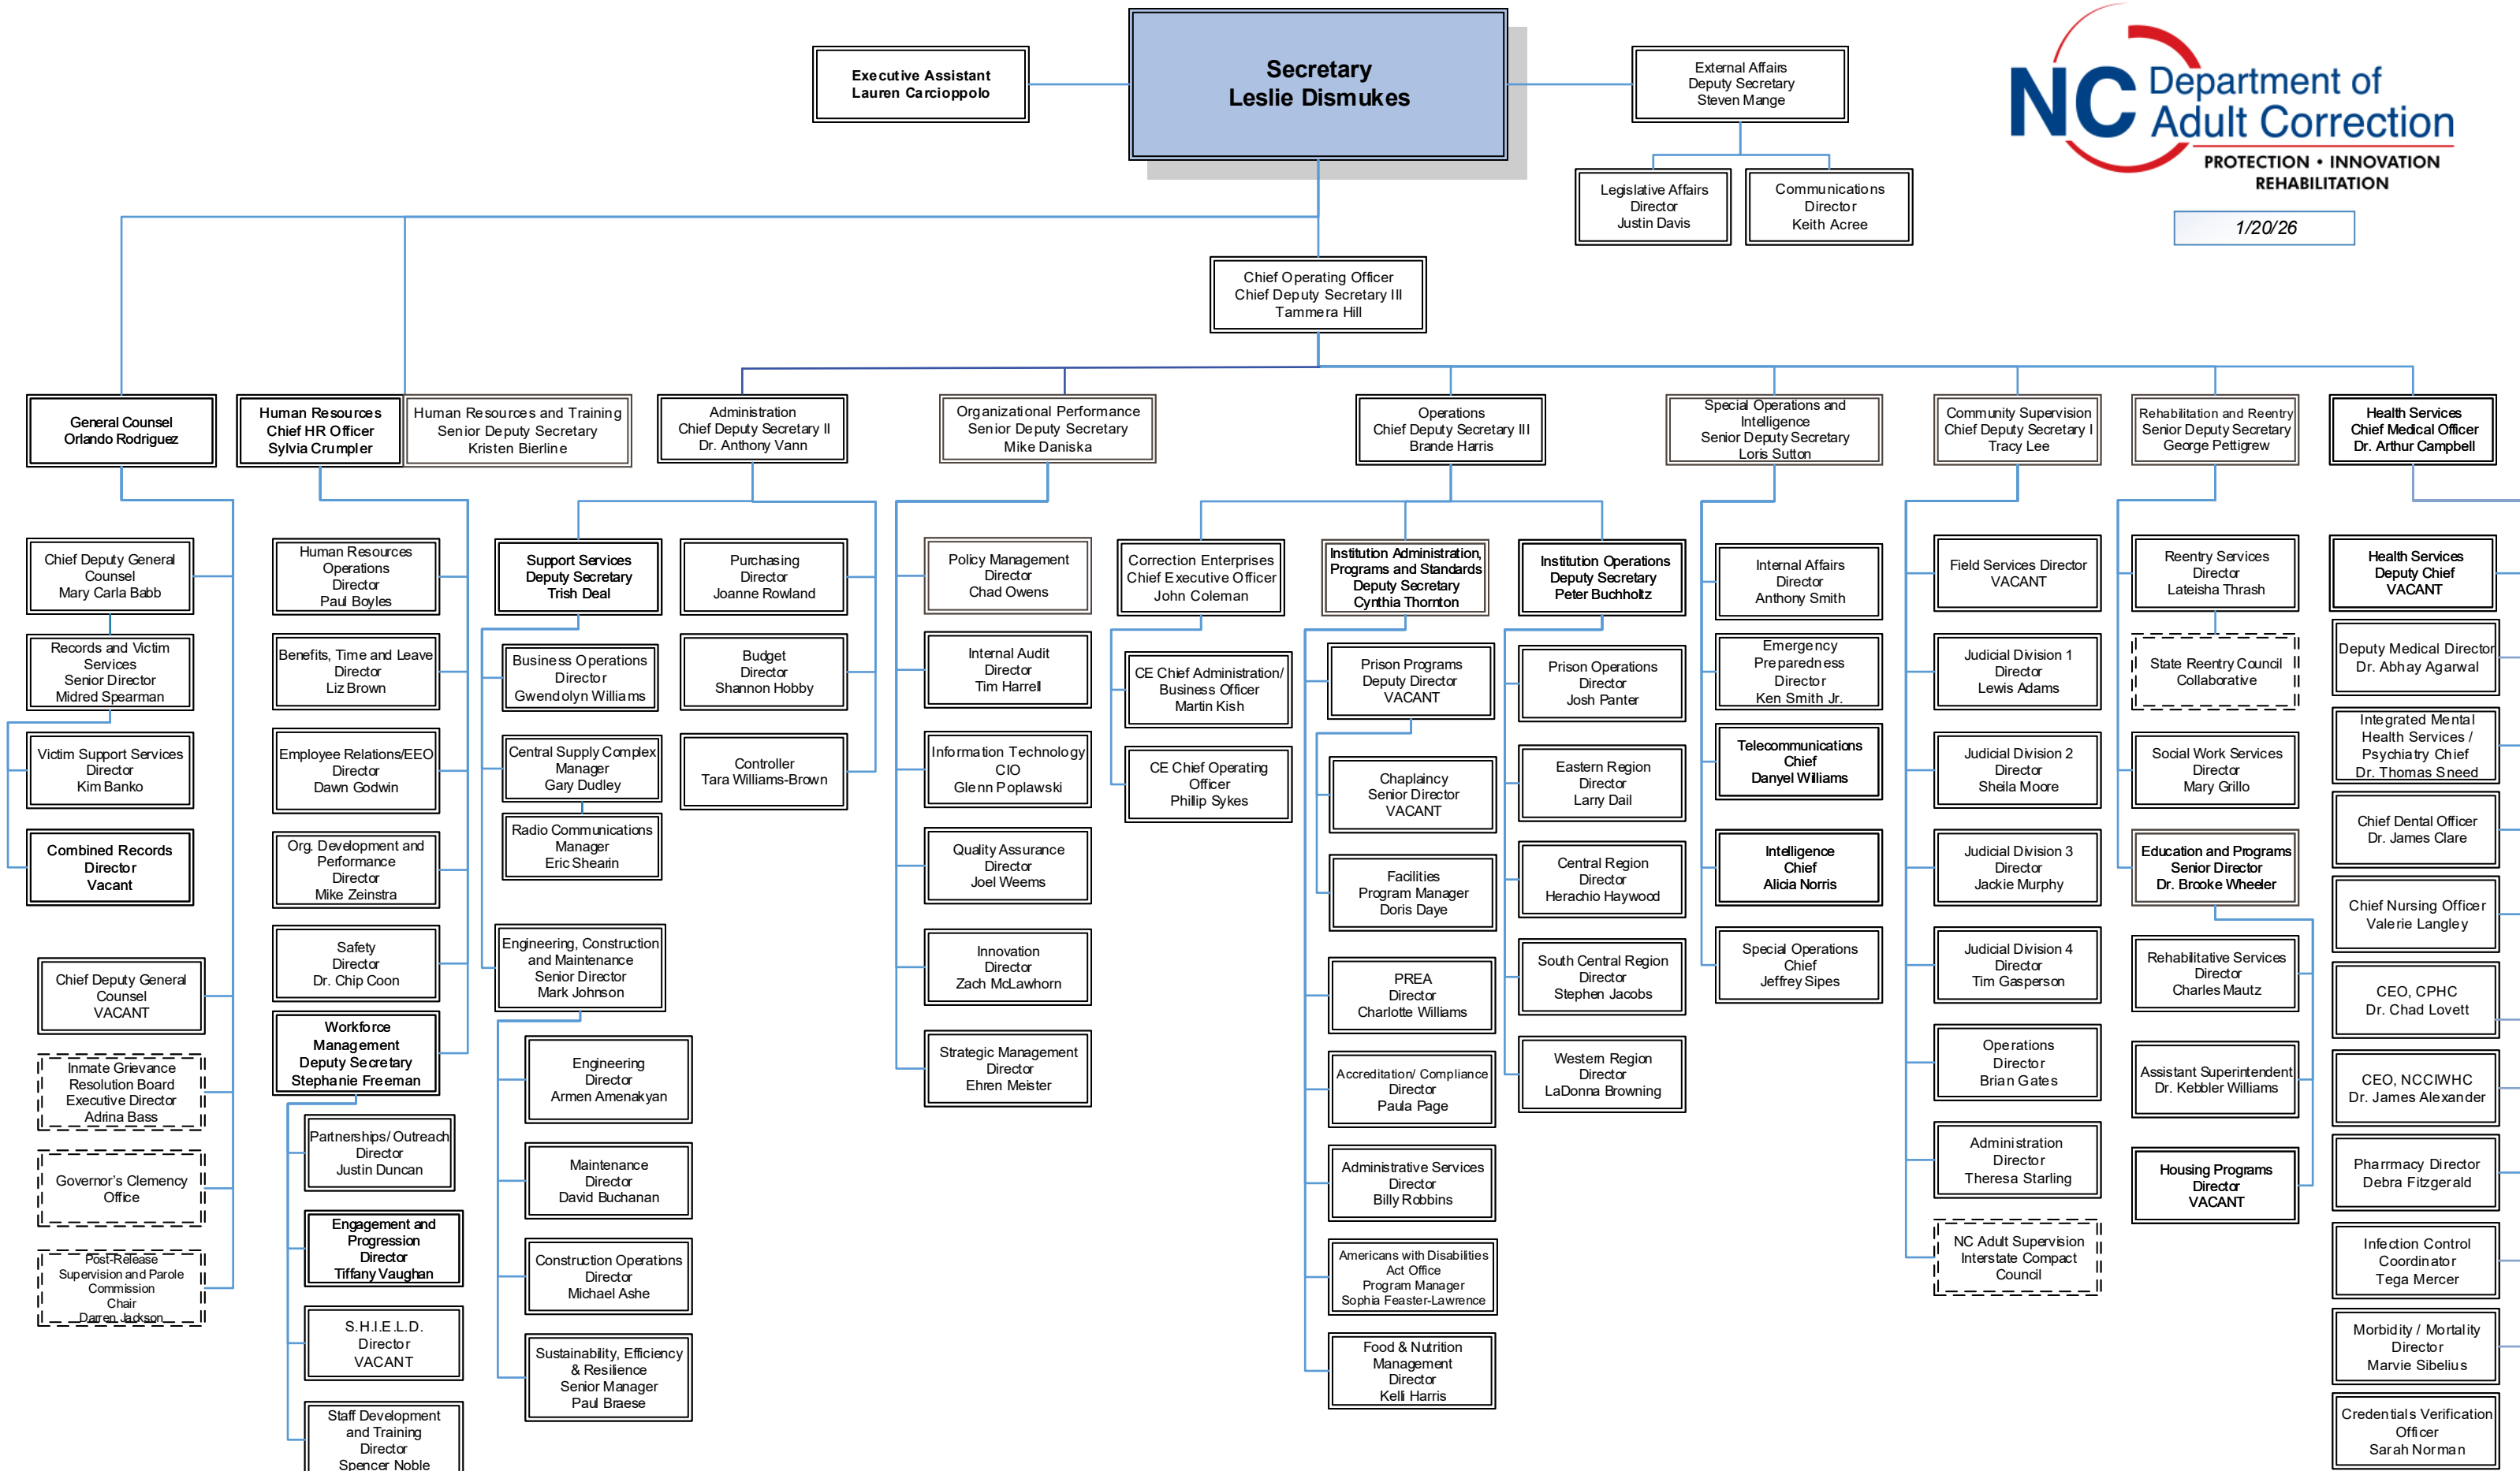 Secretary
Leslie Dismukes
Executive Assistant
Lauren Carcioppolo
External Affairs
Deputy Secretary
Steven Mange
Legislative Affairs
Director
Justin Davis
Communications
Director
Keith Acree
NC Department of
Adult Correction
PROTECTION • INNOVATION
REHABILITATION
1/20/26
Chief Operating Officer
Chief Deputy Secretary III
Tammera Hill
General Counsel
Orlando Rodriguez
Human Resources
Chief HR Officer
Sylvia Crumpler
Human Resources and Training
Senior Deputy Secretary
Kristen Bierline
Administration
Chief Deputy Secretary II
Dr. Anthony Vann
Organizational Performance
Senior Deputy Secretary
Mike Daniska
Operations
Chief Deputy Secretary III
Brande Harris
Special Operations and
Intelligence
Senior Deputy Secretary
Loris Sutton
Community Supervision
Chief Deputy Secretary I
Tracy Lee
Rehabilitation and Reentry
Senior Deputy Secretary
George Pettigrew
Health Services
Chief Medical Officer
Dr. Arthur Campbell
Chief Deputy General
Counsel
Mary Carla Babb
Records and Victim
Services
Senior Director
Midred Spearman
Victim Support Services
Director
Kim Banko
Combined Records
Director
Vacant
Chief Deputy General
Counsel
VACANT
Inmate Grievance
Resolution Board
Executive Director
Adrina Bass
Governor's Clemency
Office
Post-Release
Supervision and Parole
Commission
Chair
Darren Jackson
Human Resources
Operations
Director
Paul Boyles
Benefits, Time and Leave
Director
Liz Brown
Employee Relations/EEO
Director
Dawn Godwin
Org. Development and
Performance
Director
Mike Zeinstra
Safety
Director
Dr. Chip Coon
Workforce
Management
Deputy Secretary
Stephanie Freeman
Partnerships/ Outreach
Director
Justin Duncan
Engagement and
Progression
Director
Tiffany Vaughan
S.H.I.E.L.D.
Director
VACANT
Staff Development
and Training
Director
Spencer Noble
Support Services
Deputy Secretary
Trish Deal
Business Operations
Director
Gwendolyn Williams
Central Supply Complex
Manager
Gary Dudley
Radio Communications
Manager
Eric Shearin
Engineering, Construction
and Maintenance
Senior Director
Mark Johnson
Engineering
Director
Armen Amenakyan
Maintenance
Director
David Buchanan
Construction Operations
Director
Michael Ashe
Sustainability, Efficiency
& Resilience
Senior Manager
Paul Braese
Purchasing
Director
Joanne Rowland
Budget
Director
Shannon Hobby
Controller
Tara Williams-Brown
Policy Management
Director
Chad Owens
Internal Audit
Director
Tim Harrell
Information Technology
CIO
Glenn Poplawski
Quality Assurance
Director
Joel Weems
Innovation
Director
Zach McLawhorn
Strategic Management
Director
Ehren Meister
Correction Enterprises
Chief Executive Officer
John Coleman
CE Chief Administration/
Business Officer
Martin Kish
CE Chief Operating
Officer
Phillip Sykes
Institution Administration,
Programs and Standards
Deputy Secretary
Cynthia Thornton
Prison Programs
Deputy Director
VACANT
Chaplaincy
Senior Director
VACANT
Facilities
Program Manager
Doris Daye
PREA
Director
Charlotte Williams
Accreditation/ Compliance
Director
Paula Page
Administrative Services
Director
Billy Robbins
Americans with Disabilities
Act Office
Program Manager
Sophia Feaster-Lawrence
Food & Nutrition
Management
Director
Kelli Harris
Institution Operations
Deputy Secretary
Peter Buchholtz
Prison Operations
Director
Josh Panter
Eastern Region
Director
Larry Dail
Central Region
Director
Herachio Haywood
South Central Region
Director
Stephen Jacobs
Western Region
Director
LaDonna Browning
Internal Affairs
Director
Anthony Smith
Emergency
Preparedness
Director
Ken Smith Jr.
Telecommunications
Chief
Danyel Williams
Intelligence
Chief
Alicia Norris
Special Operations
Chief
Jeffrey Sipes
Field Services Director
VACANT
Judicial Division 1
Director
Lewis Adams
Judicial Division 2
Director
Sheila Moore
Judicial Division 3
Director
Jackie Murphy
Judicial Division 4
Director
Tim Gasperson
Operations
Director
Brian Gates
Administration
Director
Theresa Starling
NC Adult Supervision
Interstate Compact
Council
Reentry Services
Director
Lateisha Thrash
State Reentry Council
Collaborative
Social Work Services
Director
Mary Grillo
Education and Programs
Senior Director
Dr. Brooke Wheeler
Rehabilitative Services
Director
Charles Mautz
Assistant Superintendent
Dr. Kebbler Williams
Housing Programs
Director
VACANT
Health Services
Deputy Chief
VACANT
Deputy Medical Director
Dr. Abhay Agarwal
Integrated Mental
Health Services /
Psychiatry Chief
Dr. Thomas Sneed
Chief Dental Officer
Dr. James Clare
Chief Nursing Officer
Valerie Langley
CEO, CPHC
Dr. Chad Lovett
CEO, NCCIWHC
Dr. James Alexander
Pharmacy Director
Debra Fitzgerald
Infection Control
Coordinator
Tega Mercer
Morbidity / Mortality
Director
Marvie Sibelius
Credentials Verification
Officer
Sarah Norman